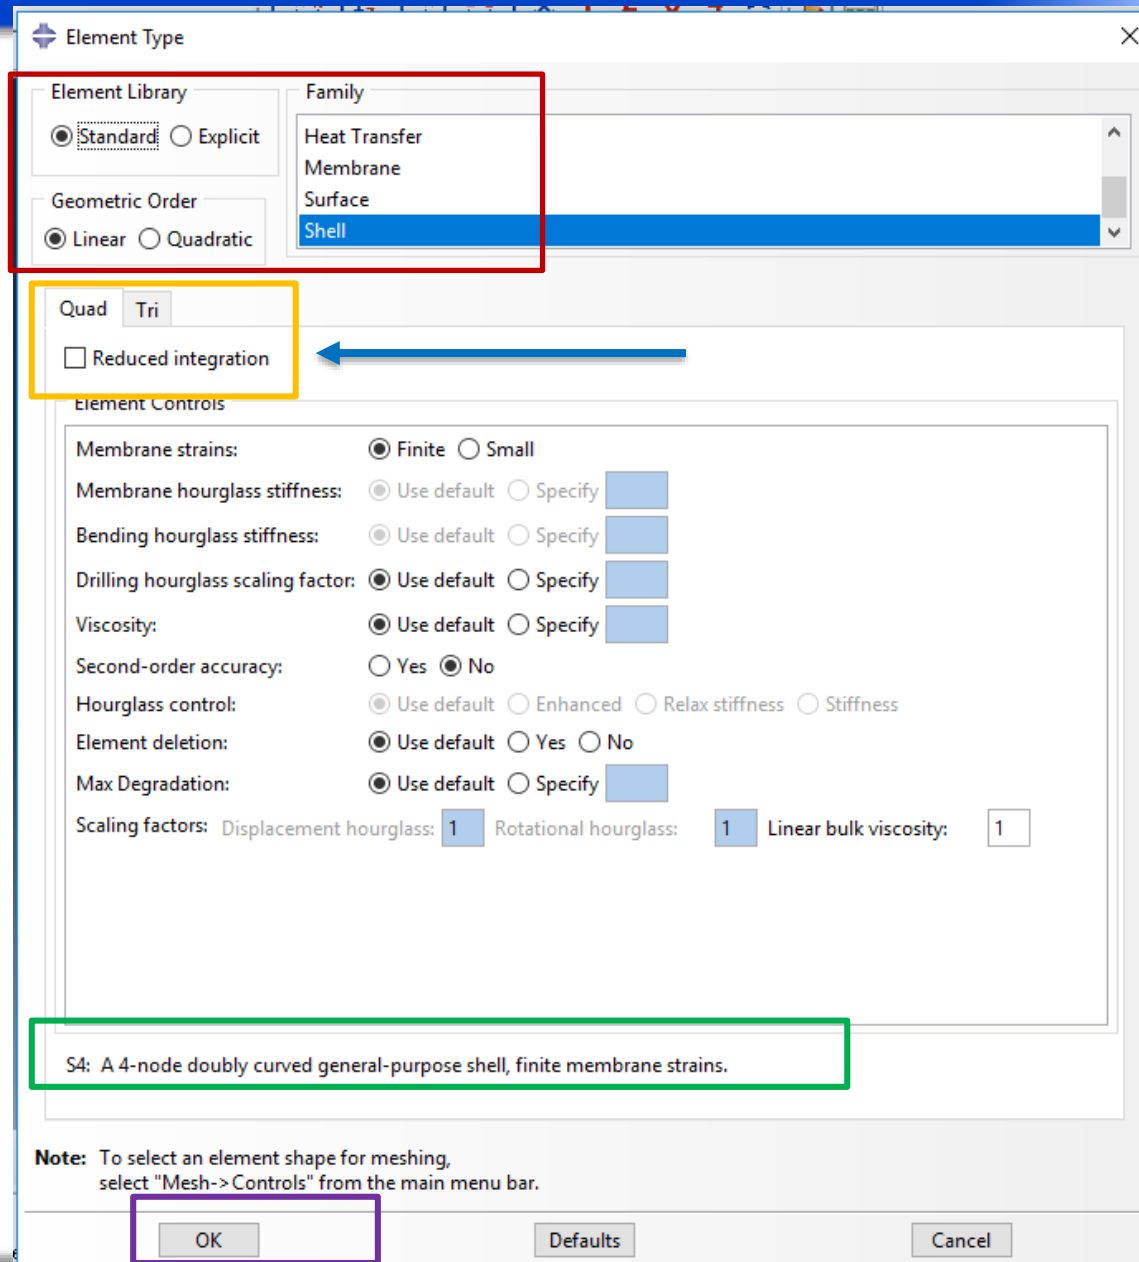 Element Type
Element Library
Family
Standard Explicit
Heat Transfer
Membrane
Surface
Shell
Geometric Order
Linear Quadratic
Quad Tri
Reduced integration
Element Controls
Membrane strains: Finite Small
Membrane hourglass stiffness: Use default Specify
Bending hourglass stiffness: Use default Specify
Drilling hourglass scaling factor: Use default Specify
Viscosity: Use default Specify
Second-order accuracy: Yes No
Hourglass control: Use default Enhanced Relax stiffness Stiffness
Element deletion: Use default Yes No
Max Degradation: Use default Specify
Scaling factors: Displacement hourglass: 1 Rotational hourglass: 1 Linear bulk viscosity: 1
S4: A 4-node doubly curved general-purpose shell, finite membrane strains.
Note: To select an element shape for meshing,
select "Mesh->Controls" from the main menu bar.
OK Defaults Cancel